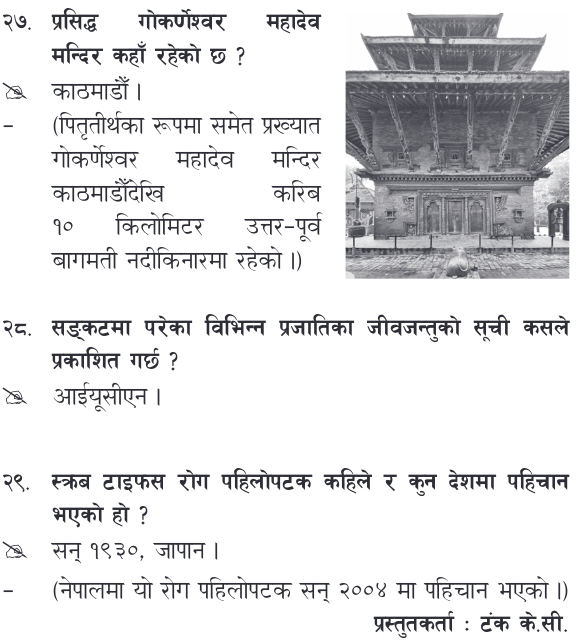 २७. प्रसिद्ध गोकर्णेश्वर महादेव
मन्दिर कहाँ रहेको छ ?
काठमाडौँ ।
– (पितृतीर्थका रूपमा समेत प्रख्यात
गोकर्णेश्वर महादेव मन्दिर
काठमाडौँदेखि करिब
१० किलोमिटर उत्तर-पूर्व
बागमती नदीकिनारमा रहेको ।)
२८. सङ्कटमा परेका विभिन्न प्रजातिका जीवजन्तुको सूची कसले
प्रकाशित गर्छ ?
आईयूसीएन ।
२९. स्क्रब टाइफस रोग पहिलोपटक कहिले र कुन देशमा पहिचान
भएको हो ?
सन् १९३०, जापान ।
– (नेपालमा यो रोग पहिलोपटक सन् २००४ मा पहिचान भएको ।)
प्रस्तुतकर्ता : टंक के.सी.